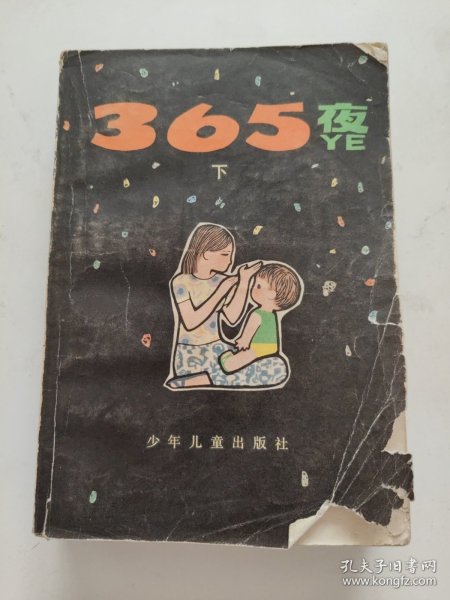 365夜
YE
下
少年儿童出版社
孔夫子旧书网
www.kongfz.com